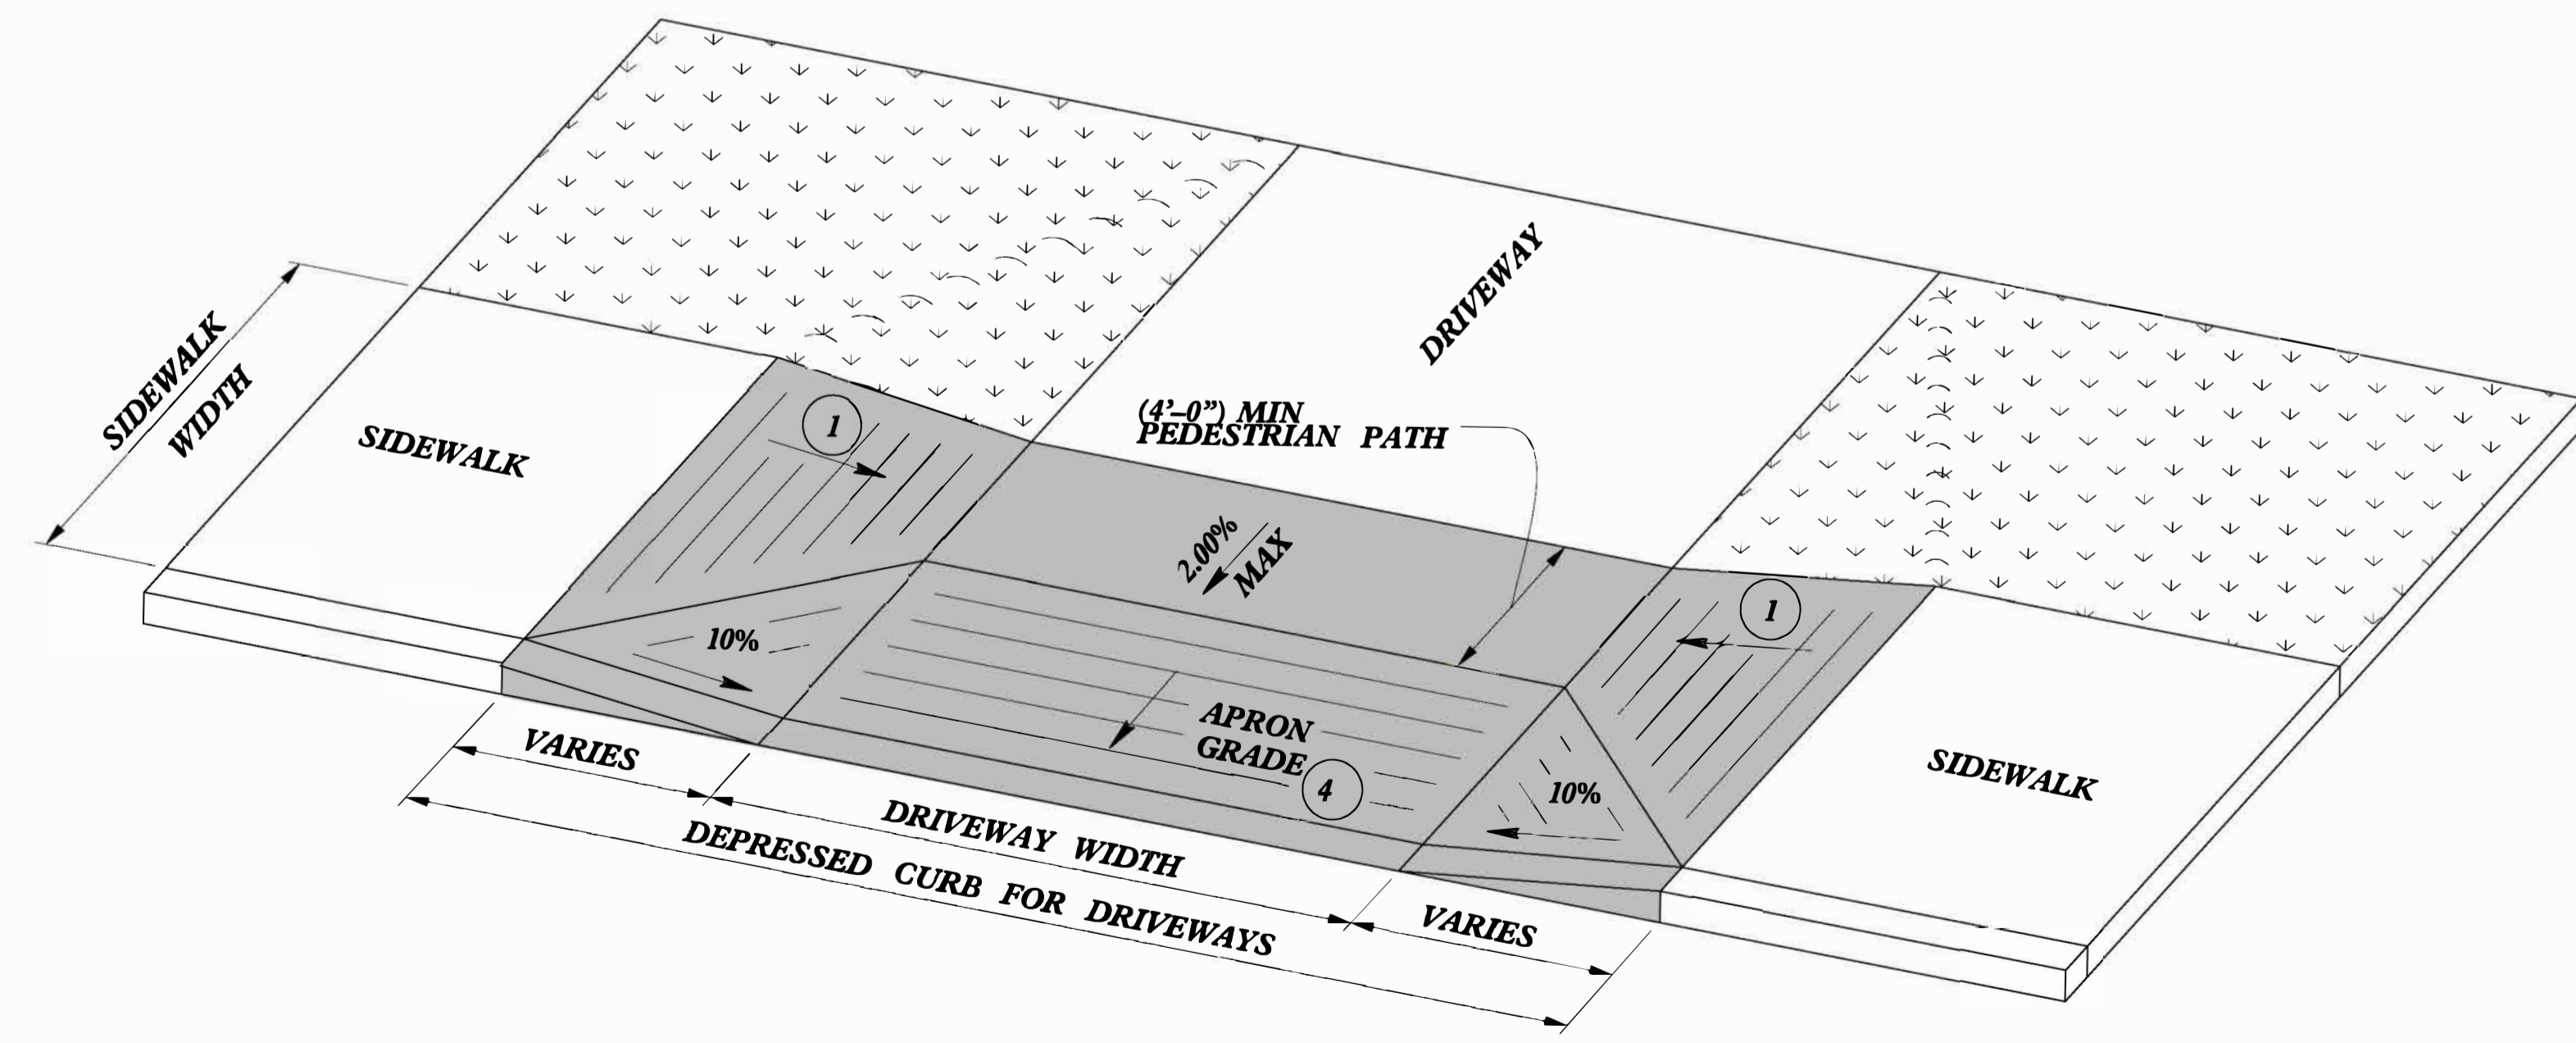 SIDEWALK
WIDTH
SIDEWALK
1
DRIVEWAY
(4'–0") MIN
PEDESTRIAN PATH
2.00%
MAX
1
10%
APRON
GRADE
4
10%
SIDEWALK
VARIES
DRIVEWAY WIDTH
VARIES
DEPRESSED CURB FOR DRIVEWAYS